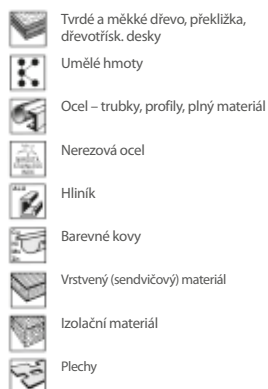 Tvrdé a měkké dřevo, překližka,
dřevotřísk. desky
Umělé hmoty
Ocel – trubky, profily, plný materiál
Nerezová ocel
ALU
Hliník
Barevné kovy
Vrstvený (sendvičový) materiál
Izolační materiál
Plechy